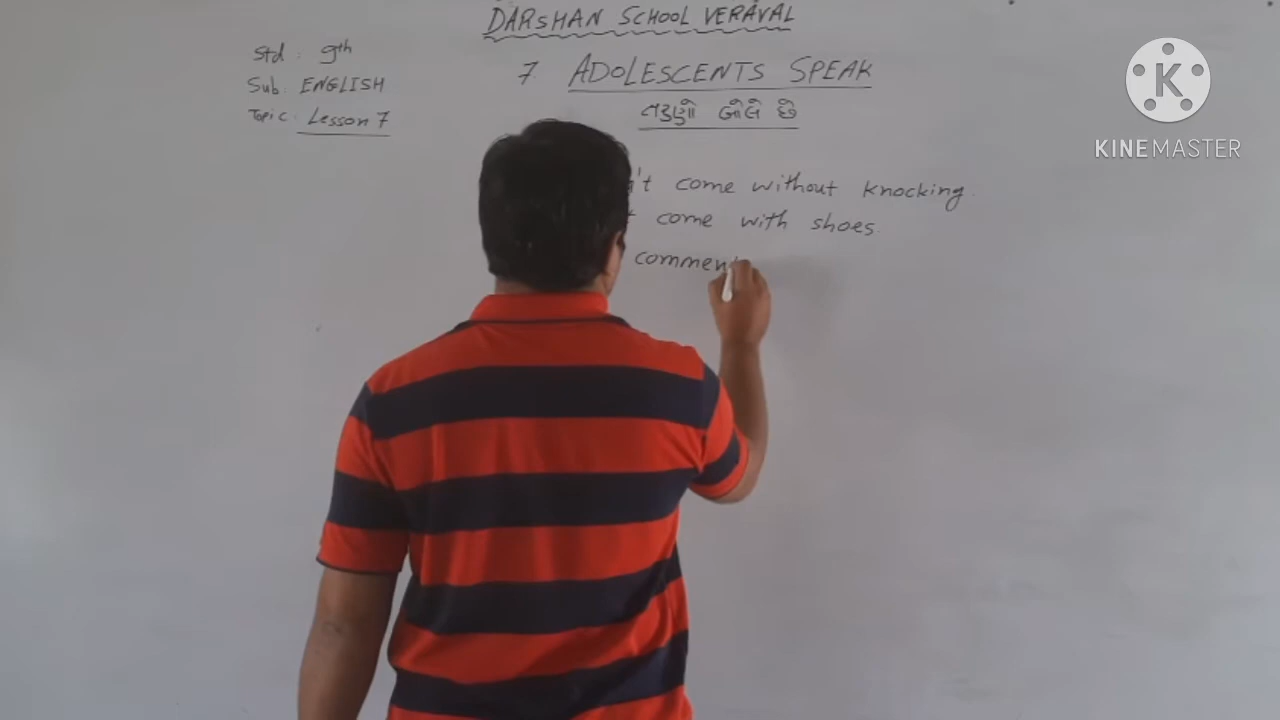 DARSHAN SCHOOL VERAVAL
Std : 9th
Sub. ENGLISH
Topic : Lesson 7
7. ADOLESCENTS SPEAK
તરુણો બોલે છે
come without knocking.
come with shoes.
KINEMASTER